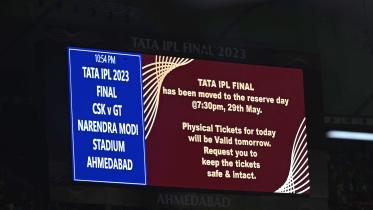 TATA IPL FINAL 2023
10:54 PM
TATA IPL 2023
FINAL
CSK v GT
NARENDRA MODI
STADIUM
AHMEDABAD
TATA IPL FINAL
has been moved to the reserve day
@7:30pm, 29th May.
Physical Tickets for today
will be Valid tomorrow.
Request you to
keep the tickets
safe & intact.
AHMEDABAD